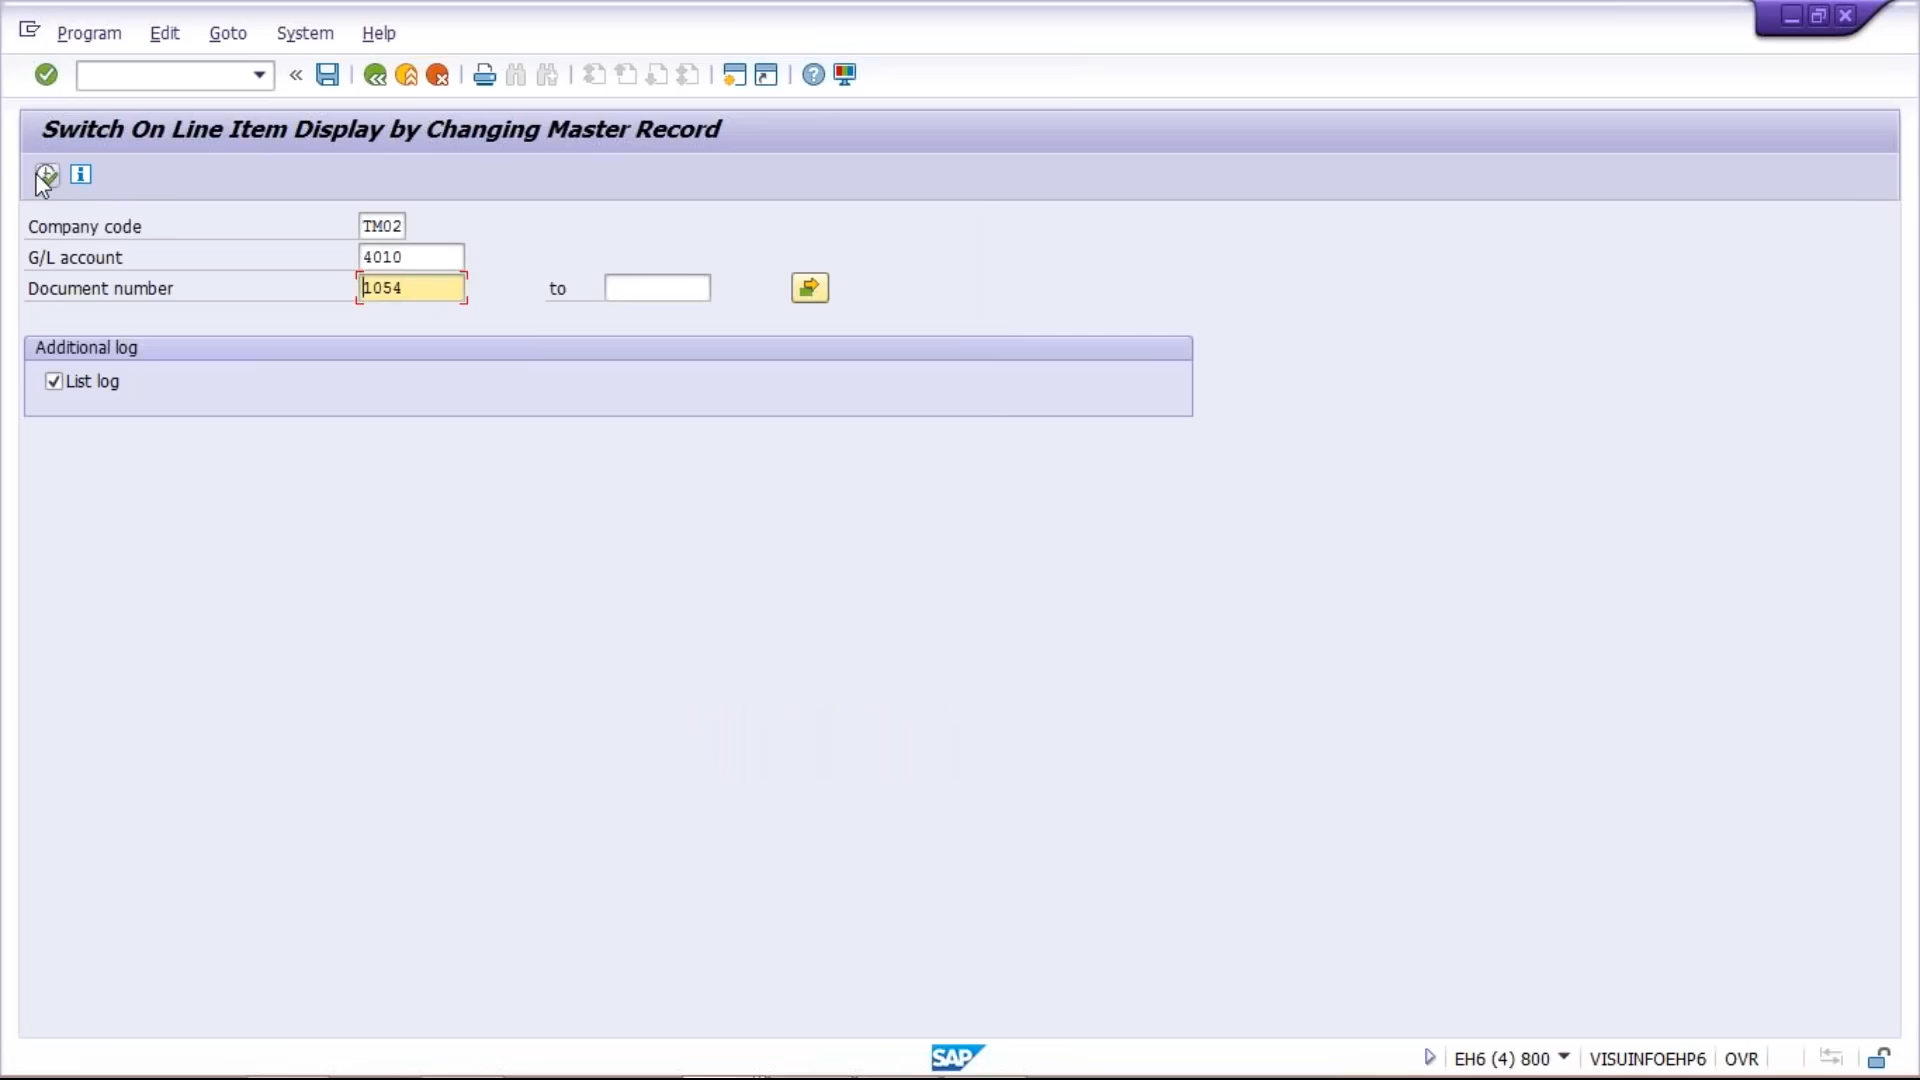 Program Edit Goto System Help
Switch On Line Item Display by Changing Master Record
Company code TM02
G/L account 4010
Document number 1054 to
Additional log
List log
SAP EH6 (4) 800 VISUINFOEHP6 OVR